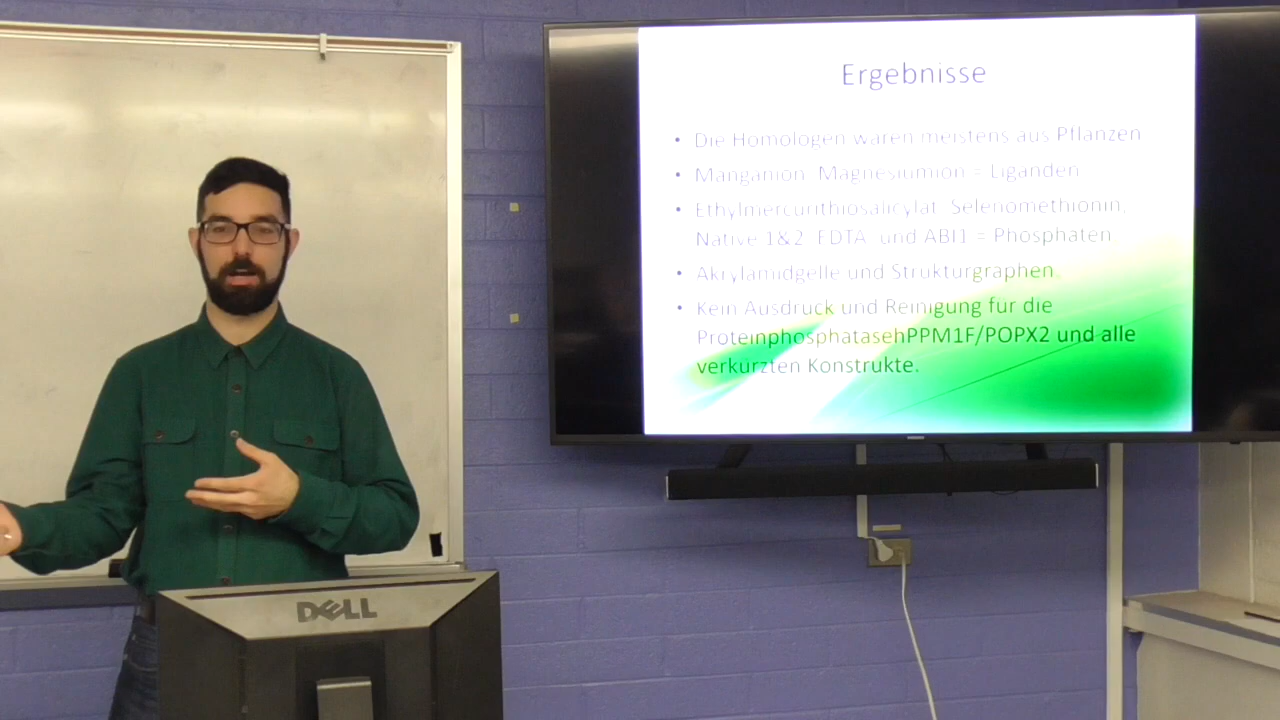 Ergebnisse
• Die Homologen waren meistens aus Pflanzen
• Manganion Magnesiumion = Liganden
• Ethylmercurithiosalicylat Selenomethionin,
Native 1&2 EDTA und ABI1 = Phosphaten
• Akrylamidgelle und Strukturgraphen
• Kein Ausdruck und Reinigung fur die
ProteinphosphatasehPPM1F/POPX2 und alle
verkürzten Konstrukte.
DELL